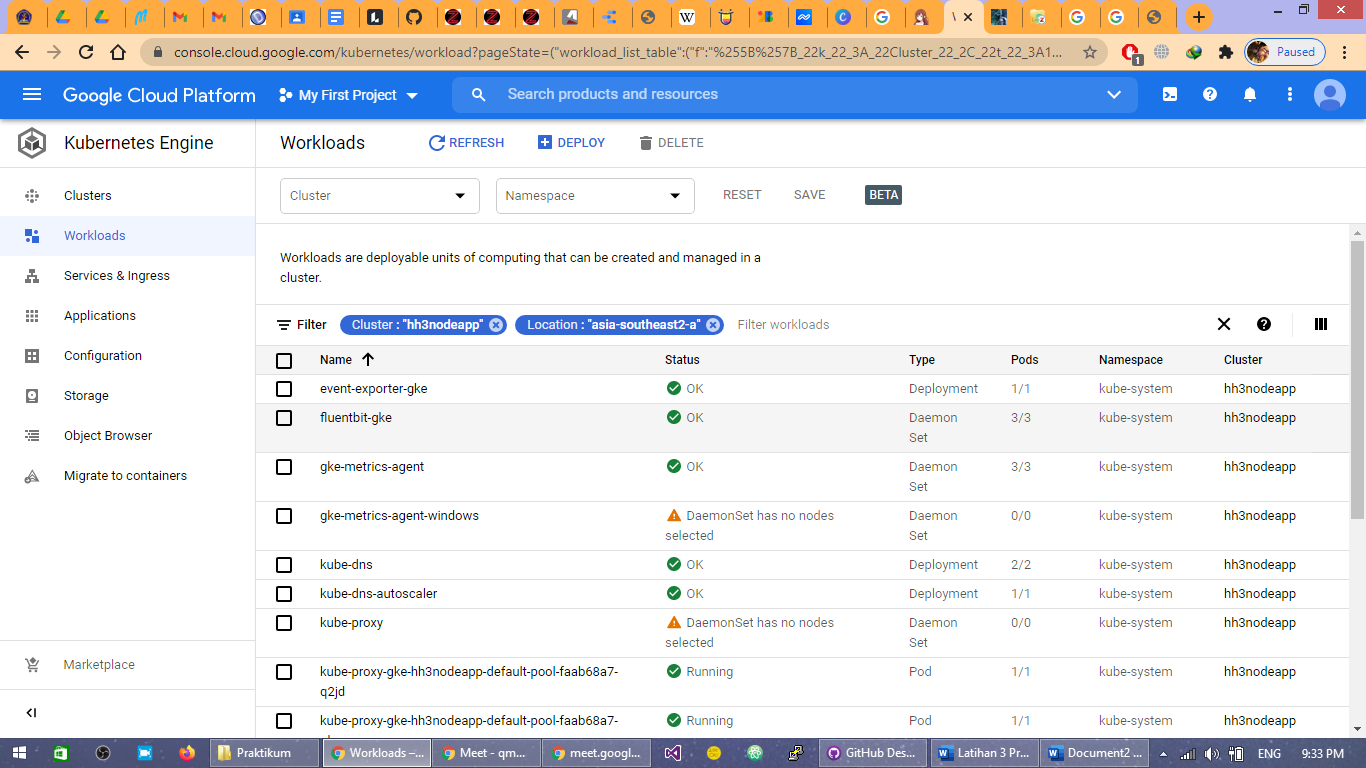 1
console.cloud.google.com/kubernetes/workload?pageState=("workload_list_table":("f":"%255B%257B_22k_22_3A_22Cluster_22_2C_22t_22_3A1...
Paused
Google Cloud Platform
My First Project
Search products and resources
Kubernetes Engine
Workloads
REFRESH
DEPLOY
DELETE
Clusters
Workloads
Services & Ingress
Applications
Configuration
Storage
Object Browser
Migrate to containers
Marketplace
Cluster
Namespace
RESET
SAVE
BETA
Workloads are deployable units of computing that can be created and managed in a
cluster.
Filter
Cluster : "hh3nodeapp"
Location : "asia-southeast2-a"
Filter workloads
Name Status Type Pods Namespace Cluster
event-exporter-gke OK Deployment 1/1 kube-system hh3nodeapp
fluentbit-gke OK Daemon 3/3 kube-system hh3nodeapp
Set
gke-metrics-agent OK Daemon 3/3 kube-system hh3nodeapp
Set
gke-metrics-agent-windows DaemonSet has no nodes Daemon 0/0 kube-system hh3nodeapp
selected Set
kube-dns OK Deployment 2/2 kube-system hh3nodeapp
kube-dns-autoscaler OK Deployment 1/1 kube-system hh3nodeapp
kube-proxy DaemonSet has no nodes Daemon 0/0 kube-system hh3nodeapp
selected Set
kube-proxy-gke-hh3nodeapp-default-pool-faab68a7- Running Pod 1/1 kube-system hh3nodeapp
q2jd
kube-proxy-gke-hh3nodeapp-default-pool-faab68a7- Running Pod 1/1 kube-system hh3nodeapp
Praktikum
Workloads –...
Meet - qm...
meet.googl...
GitHub Des...
Latihan 3 Pr...
Document2 ...
ENG
9:33 PM